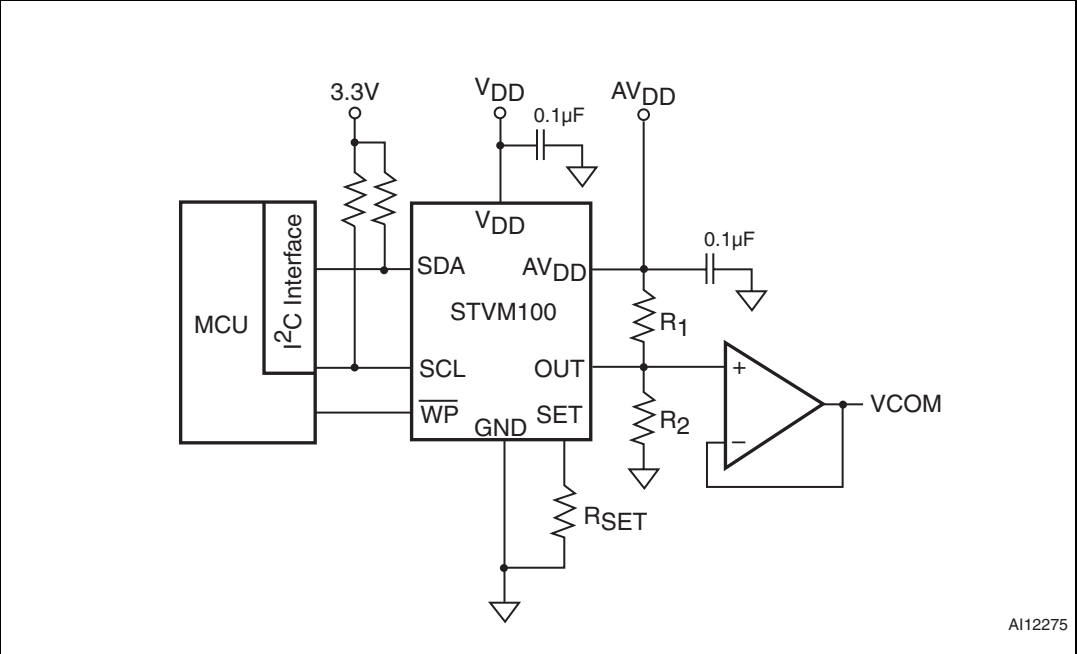 3.3V
VDD
AVDD
0.1µF
VDD
0.1µF
MCU
I2C Interface
SDA
AVDD
STVM100
R1
SCL
OUT
+
VCOM
WP
SET
R2
GND
−
RSET
AI12275